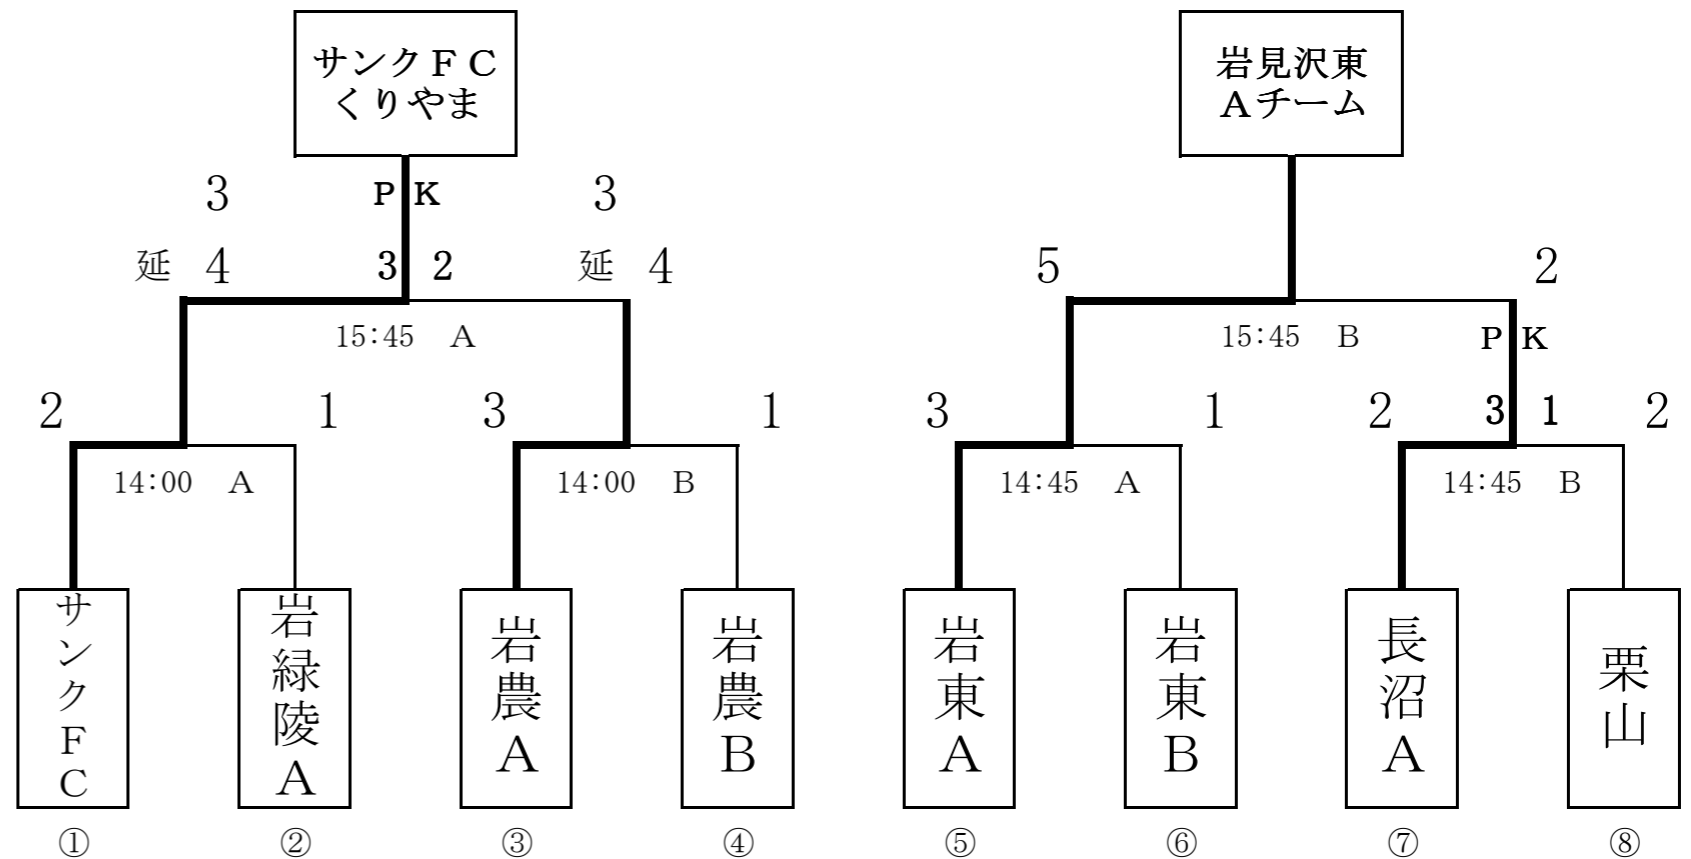 サンクＦＣ
くりやま
岩見沢東
Ａチーム
3 ＰＫ 3
延 4 3 2 延 4
5 2
15:45 Ａ
15:45 Ｂ ＰＫ
2 1 3 1
3 1 2 3 1 2
14:00 Ａ
14:00 Ｂ
14:45 Ａ
14:45 Ｂ
サンクＦＣ
岩緑陵Ａ
岩農Ａ
岩農Ｂ
岩東Ａ
岩東Ｂ
長沼Ａ
栗山
① ② ③ ④ ⑤ ⑥ ⑦ ⑧